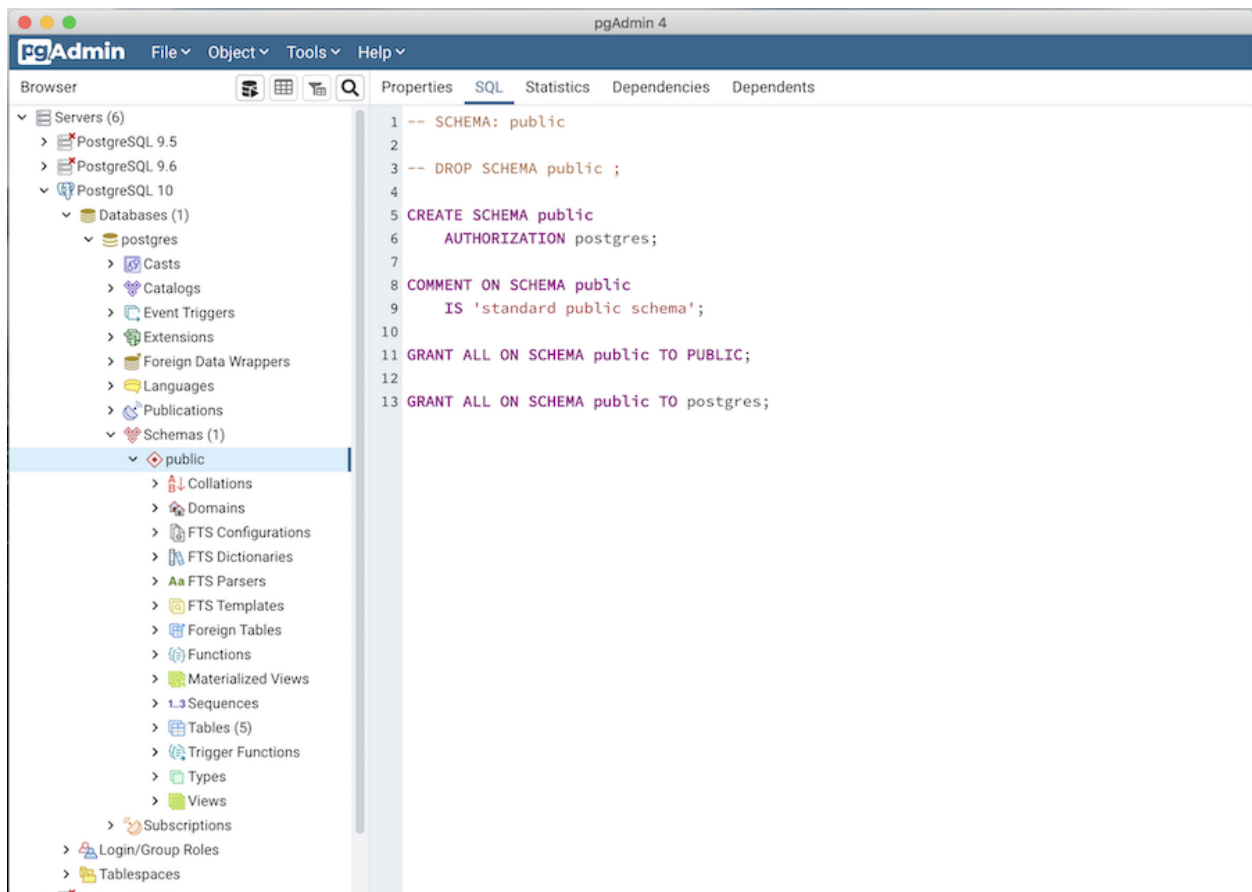 pgAdmin 4
pgAdmin File Object Tools Help
Browser
Properties SQL Statistics Dependencies Dependents
Servers (6)
PostgreSQL 9.5
PostgreSQL 9.6
PostgreSQL 10
Databases (1)
postgres
Casts
Catalogs
Event Triggers
Extensions
Foreign Data Wrappers
Languages
Publications
Schemas (1)
public
Collations
Domains
FTS Configurations
FTS Dictionaries
Aa FTS Parsers
FTS Templates
Foreign Tables
Functions
Materialized Views
1..3 Sequences
Tables (5)
Trigger Functions
Types
Views
Subscriptions
Login/Group Roles
Tablespaces
1 -- SCHEMA: public
2
3 -- DROP SCHEMA public ;
4
5 CREATE SCHEMA public
6 AUTHORIZATION postgres;
7
8 COMMENT ON SCHEMA public
9 IS 'standard public schema';
10
11 GRANT ALL ON SCHEMA public TO PUBLIC;
12
13 GRANT ALL ON SCHEMA public TO postgres;